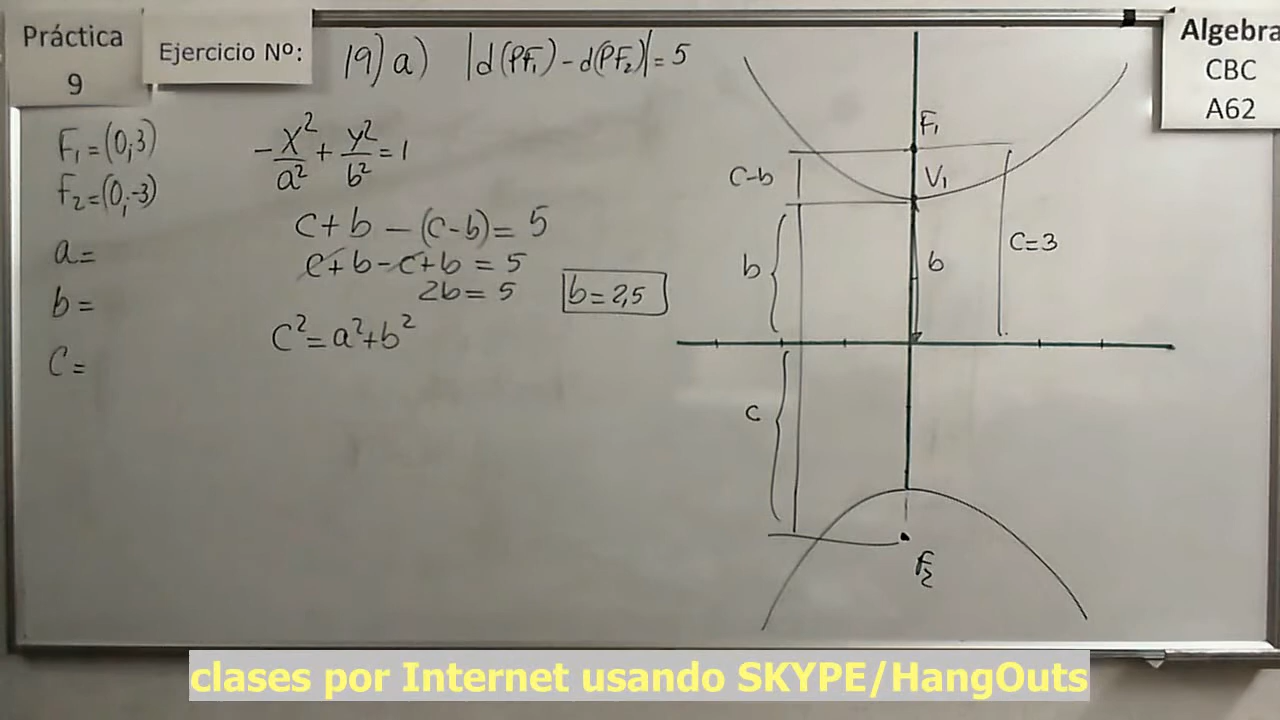 Práctica
9
Ejercicio Nº:
19) a) |d(PF₁) - d(PF₂)| = 5
Algebra
CBC
A62
F₁ = (0; 3)
F₂ = (0; -3)
a =
b =
C =
-x²/a² + y²/b² = 1
c + b - (c-b) = 5
c + b - c + b = 5
2b = 5
b = 2,5
C² = a² + b²
F₁
V₁
C-b
b
b
C = 3
c
F₂
clases por Internet usando SKYPE/HangOuts